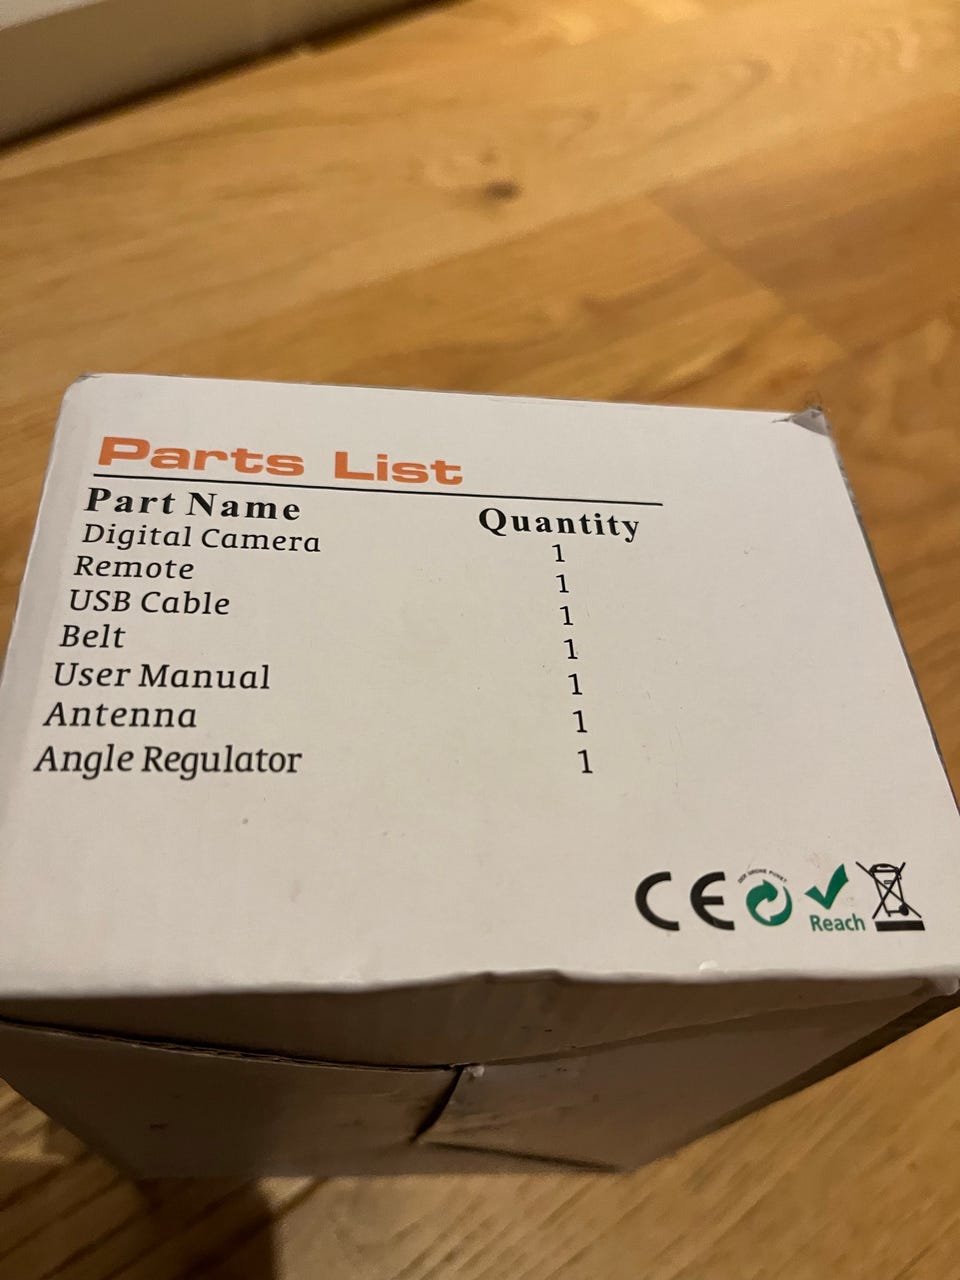 Parts List
Part Name Quantity
Digital Camera 1
Remote 1
USB Cable 1
Belt 1
User Manual 1
Antenna 1
Angle Regulator 1
CE
Reach